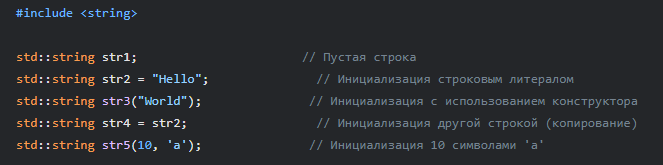 #include <string>
std::string str1; // Пустая строка
std::string str2 = "Hello"; // Инициализация строковым литералом
std::string str3("World"); // Инициализация с использованием конструктора
std::string str4 = str2; // Инициализация другой строкой (копирование)
std::string str5(10, 'a'); // Инициализация 10 символами 'a'